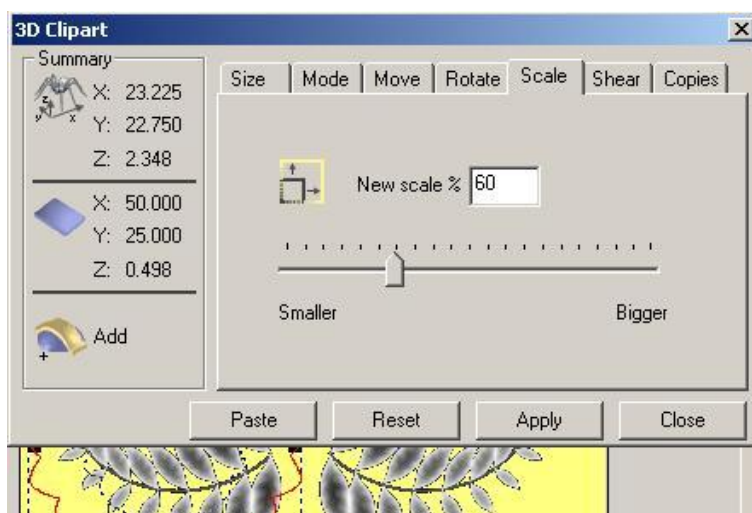 3D Clipart
Summary
X: 23.225
Y: 22.750
Z: 2.348
X: 50.000
Y: 25.000
Z: 0.498
+ Add
Size Mode Move Rotate Scale Shear Copies
New scale % 60
Smaller Bigger
Paste Reset Apply Close